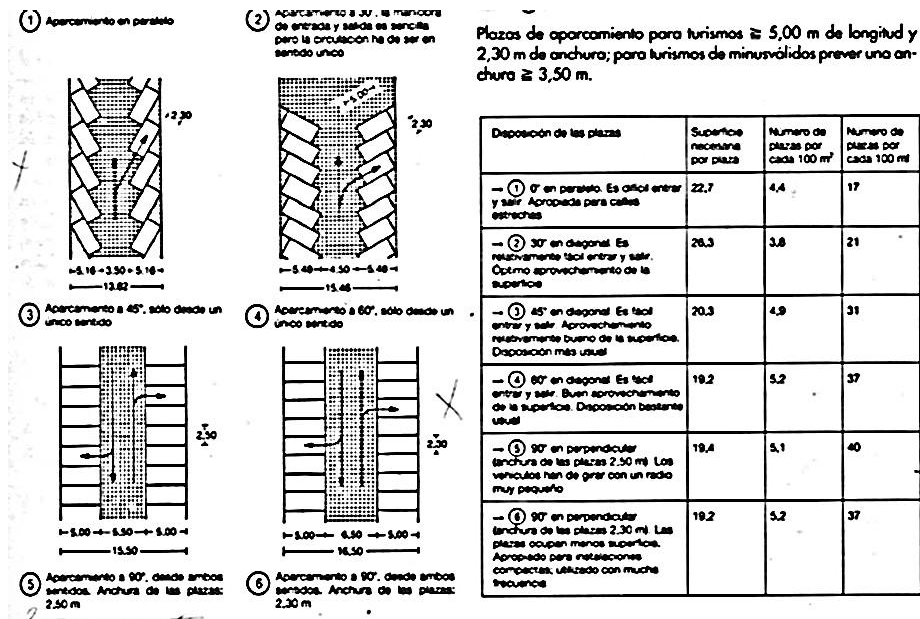 1 Aparcamiento en paralelo
2 Aparcamiento a 30°, la maniobra
de entrada y salida es sencilla
pero la circulación ha de ser en
sentido unico
2,30
5.16 3.50 5.16
13.82
5.00
2,30
5.48 4.50 5.48
15.46
3 Aparcamiento a 45°, sólo desde un
único sentido
4 Aparcamiento a 60°, sólo desde un
único sentido
2,50
5.00 5.50 5.00
15.50
2,30
5.00 6.50 5.00
16,50
5 Aparcamiento a 90°, desde ambos
sentidos. Anchura de las plazas:
2,50 m
6 Aparcamiento a 90°, desde ambos
sentidos. Anchura de las plazas:
2,30 m
Plazas de aparcamiento para turismos ≧ 5,00 m de longitud y
2,30 m de anchura; para turismos de minusválidos prever una an-
chura ≧ 3,50 m.
Disposición de las plazas
Superficie
necesaria
por plaza
Número de
plazas por
cada 100 m²
Número de
plazas por
cada 100 ml
→ 1 0° en paralelo. Es difícil entrar
y salir. Apropiada para calles
estrechas
22,7
4,4
17
→ 2 30° en diagonal. Es
relativamente fácil entrar y salir.
Óptimo aprovechamiento de la
superficie
26,3
3,8
21
→ 3 45° en diagonal. Es fácil
entrar y salir. Aprovechamiento
relativamente bueno de la superficie.
Disposición más usual
20,3
4,9
31
→ 4 60° en diagonal. Es fácil
entrar y salir. Buen aprovechamiento
de la superficie. Disposición bastante
usual
19,2
5,2
37
→ 5 90° en perpendicular
(anchura de las plazas 2,50 m). Los
vehículos han de girar con un radio
muy pequeño
19,4
5,1
40
→ 6 90° en perpendicular
(anchura de las plazas 2,30 m). Las
plazas ocupan menos superficie.
Apropiado para instalaciones
compactas; utilizado con mucha
frecuencia
19,2
5,2
37